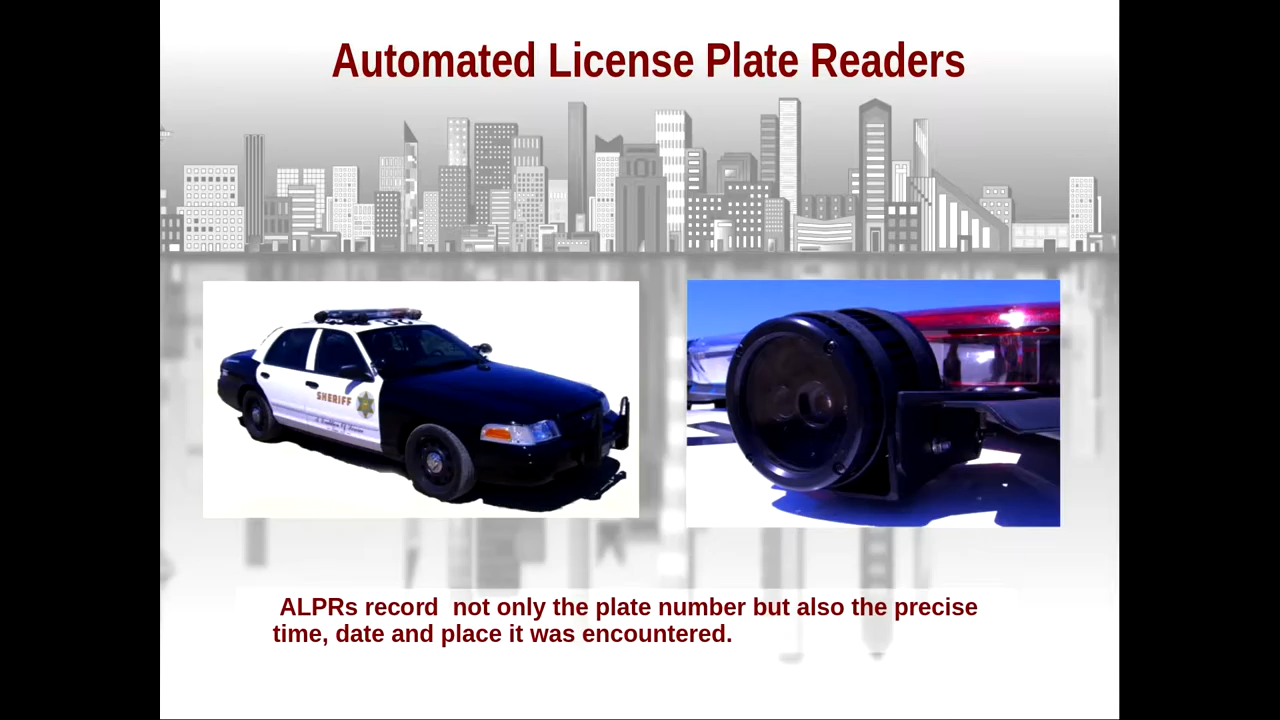 Automated License Plate Readers
SHERIFF
ALPRs record  not only the plate number but also the precise
time, date and place it was encountered.